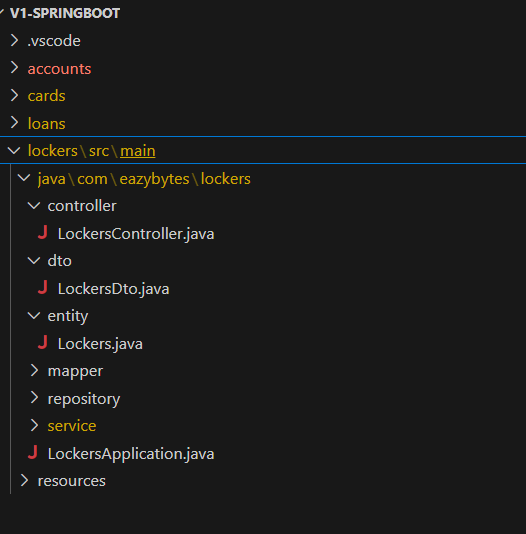 V1-SPRINGBOOT
.vscode
accounts
cards
loans
lockers\src\main
java\com\eazybytes\lockers
controller
J LockersController.java
dto
J LockersDto.java
entity
J Lockers.java
mapper
repository
service
J LockersApplication.java
resources